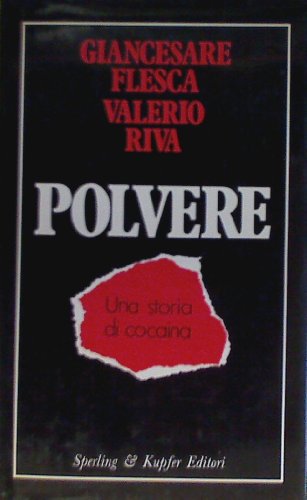 GIANCESARE
FLESCA
VALERIO
RIVA
POLVERE
Una storia
di cocaina
Sperling & Kupfer Editori